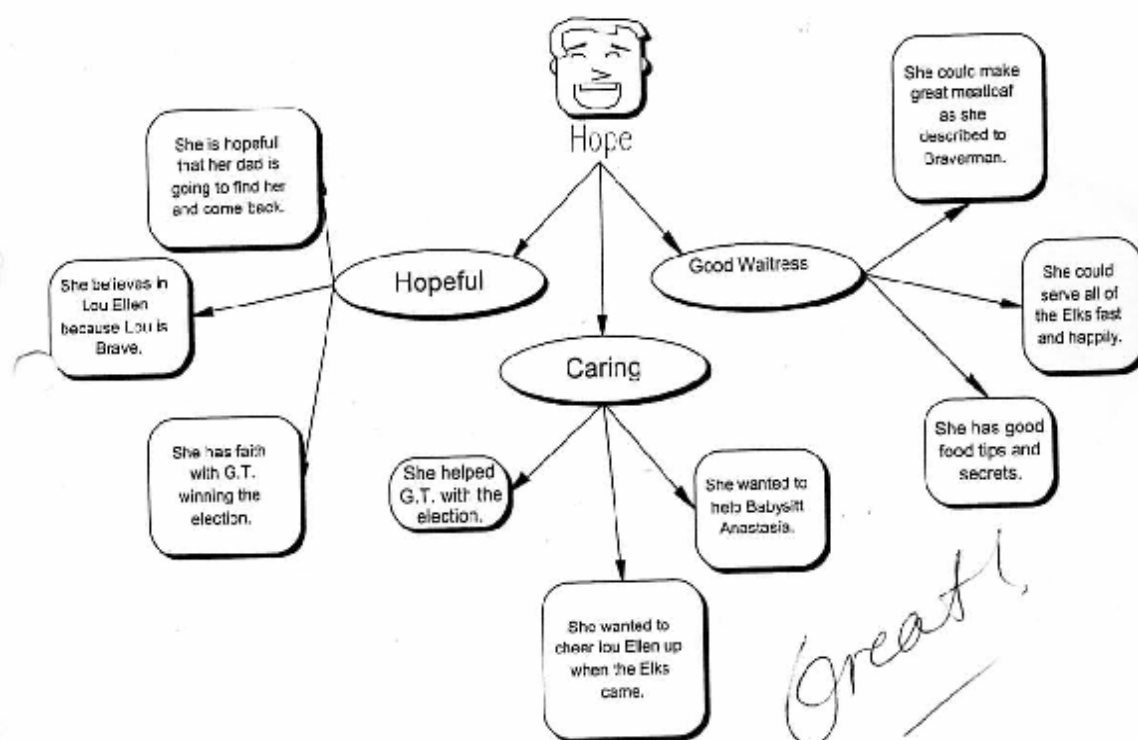 Hope
Hopeful
She is hopeful
that her dad is
going to find her
and come back.
She believes in
Lou Ellen
because Lou is
Brave.
She has faith
with G.T.
winning the
election.
Caring
She helped
G.T. with the
election.
She wanted to
cheer lou Ellen up
when the Elks
came.
She wanted to
help Babysitt
Anastasia.
Good Waitress
She could make
great meatloaf
as she
described to
Braverman.
She could
serve all of
the Elks fast
and happily.
She has good
food tips and
secrets.
Great!